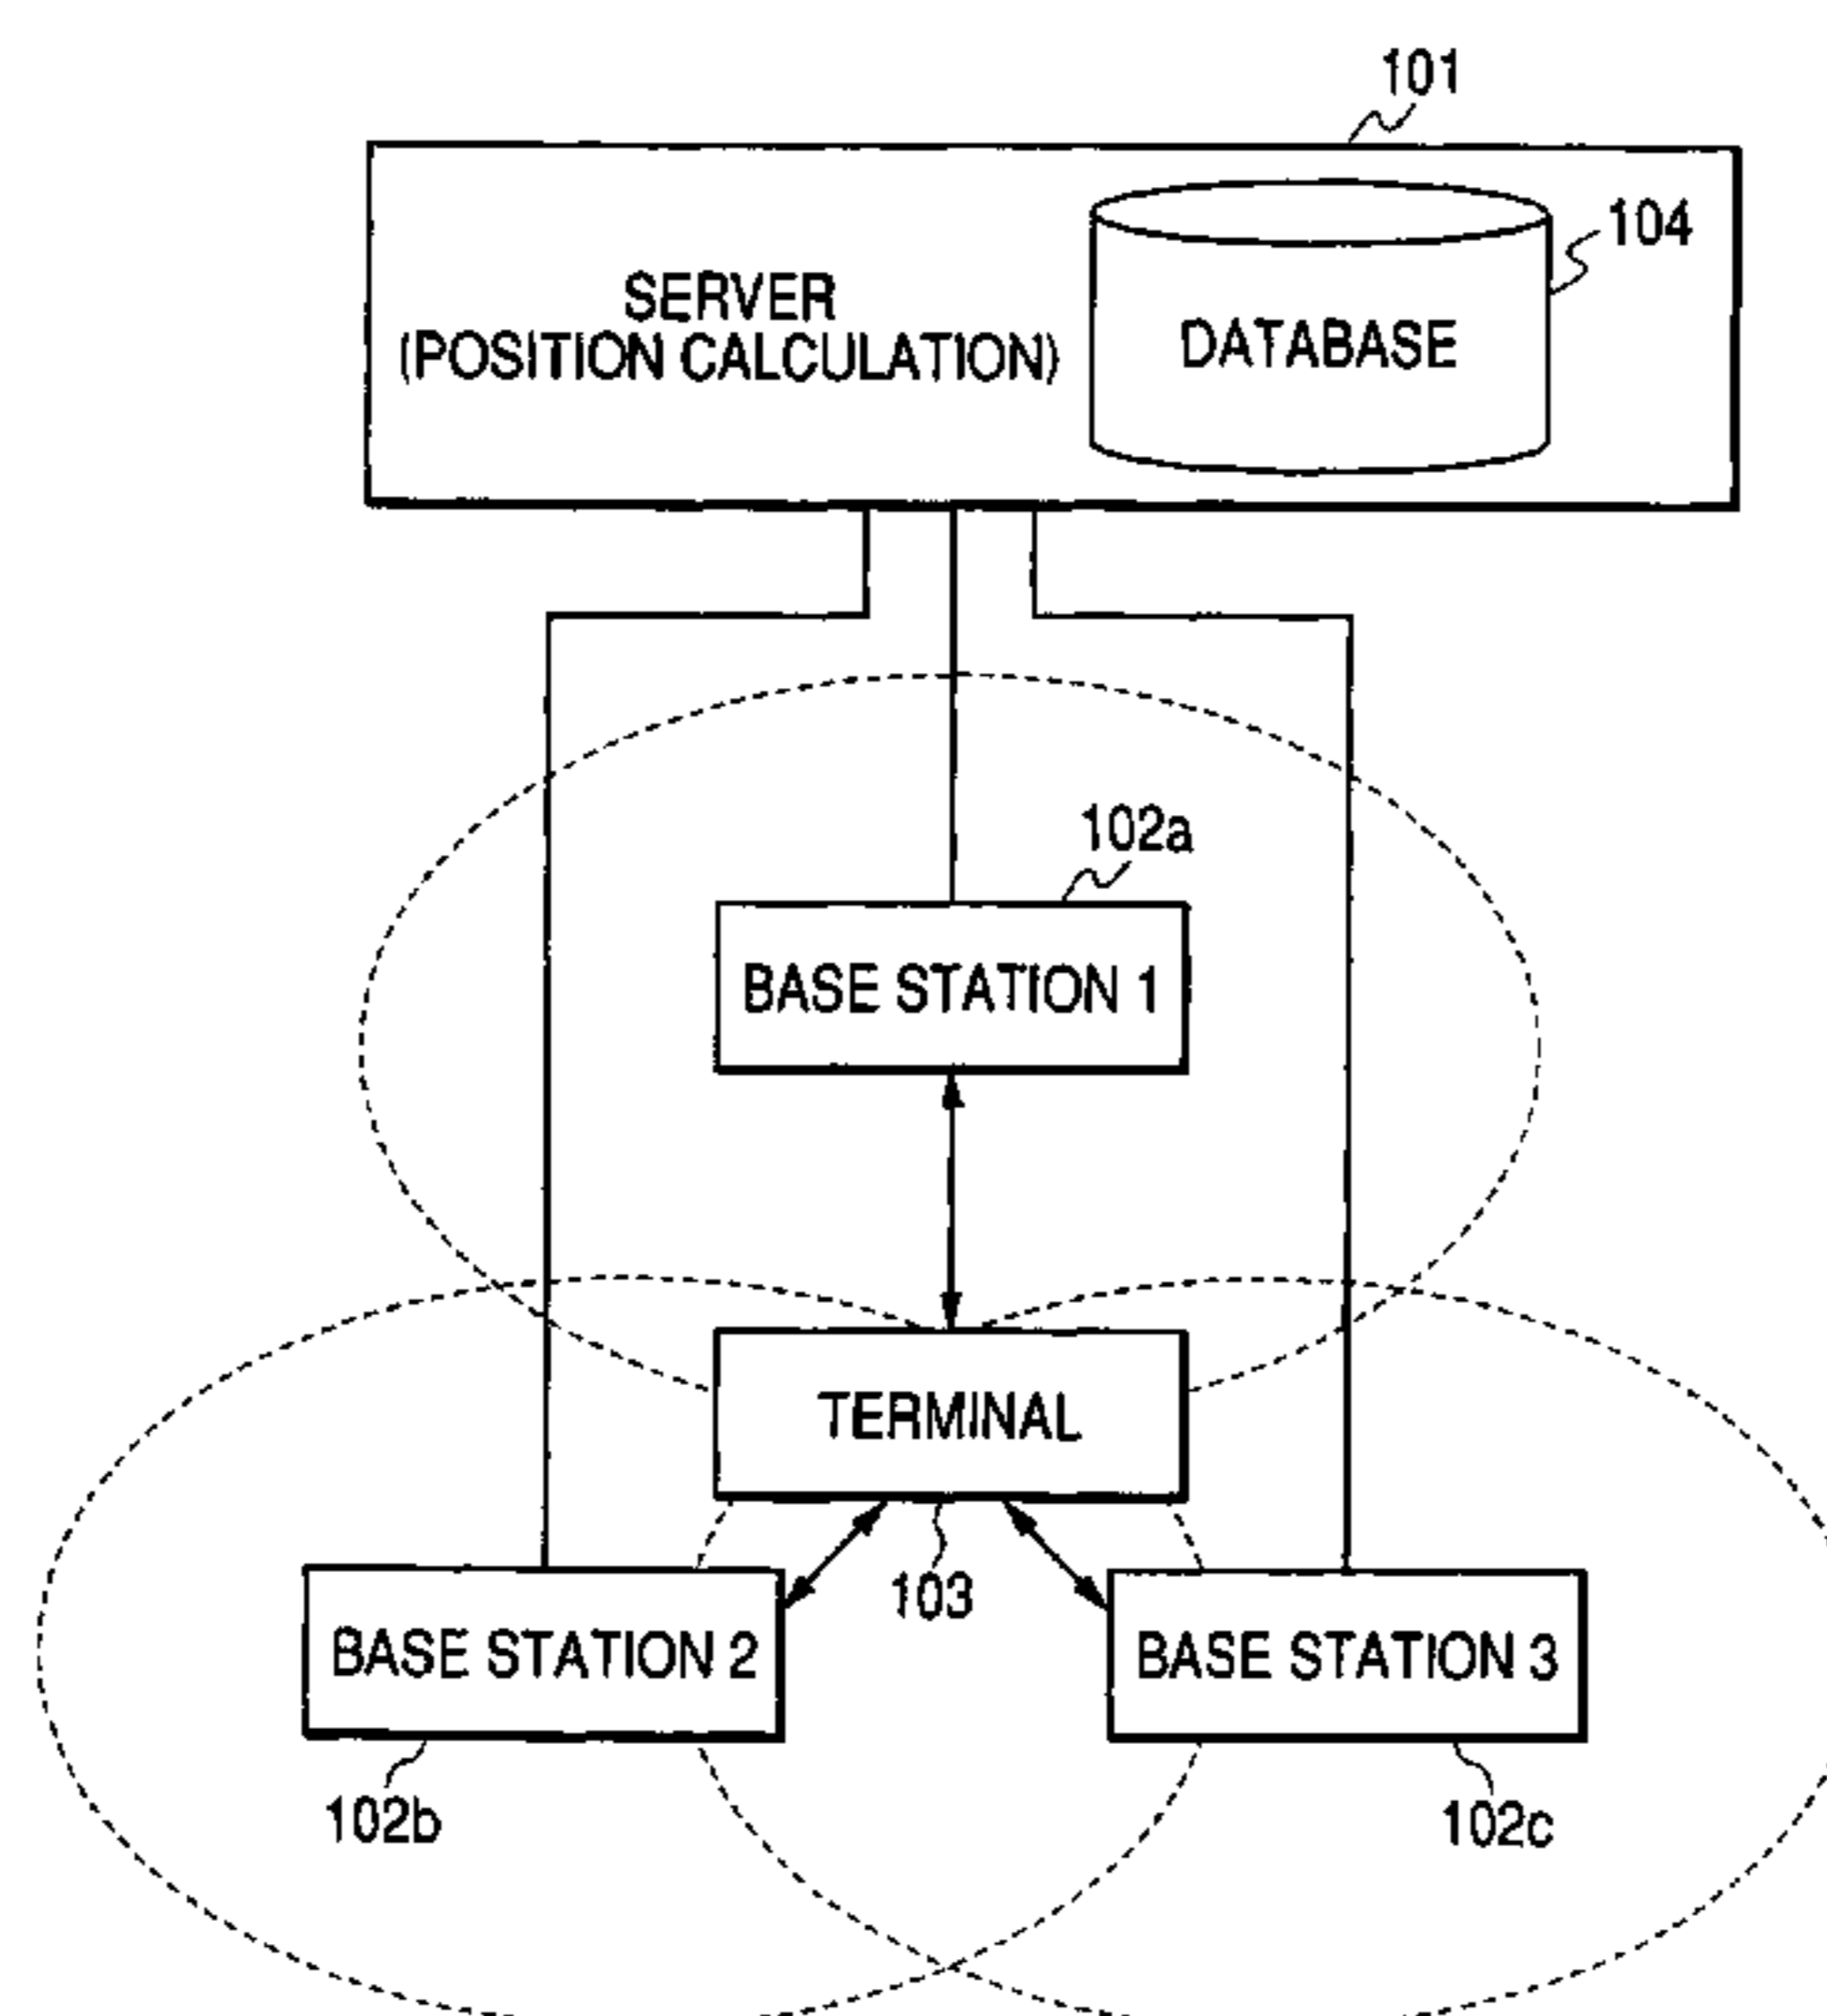 101
104
SERVER
(POSITION CALCULATION)
DATABASE
102a
BASE STATION 1
TERMINAL
103
BASE STATION 2
BASE STATION 3
102b
102c